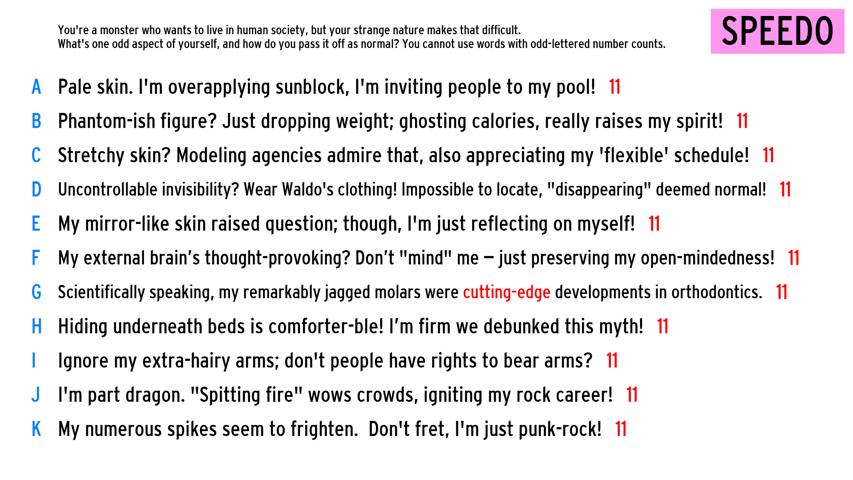 You're a monster who wants to live in human society, but your strange nature makes that difficult.
What's one odd aspect of yourself, and how do you pass it off as normal? You cannot use words with odd-lettered number counts.
SPEEDO
A Pale skin. I'm overapplying sunblock, I'm inviting people to my pool! 11
B Phantom-ish figure? Just dropping weight; ghosting calories, really raises my spirit! 11
C Stretchy skin? Modeling agencies admire that, also appreciating my 'flexible' schedule! 11
D Uncontrollable invisibility? Wear Waldo's clothing! Impossible to locate, "disappearing" deemed normal! 11
E My mirror-like skin raised question; though, I'm just reflecting on myself! 11
F My external brain’s thought-provoking? Don’t "mind" me – just preserving my open-mindedness! 11
G Scientifically speaking, my remarkably jagged molars were cutting-edge developments in orthodontics. 11
H Hiding underneath beds is comforter-ble! I’m firm we debunked this myth! 11
I Ignore my extra-hairy arms; don't people have rights to bear arms? 11
J I'm part dragon. "Spitting fire" wows crowds, igniting my rock career! 11
K My numerous spikes seem to frighten.  Don't fret, I'm just punk-rock! 11